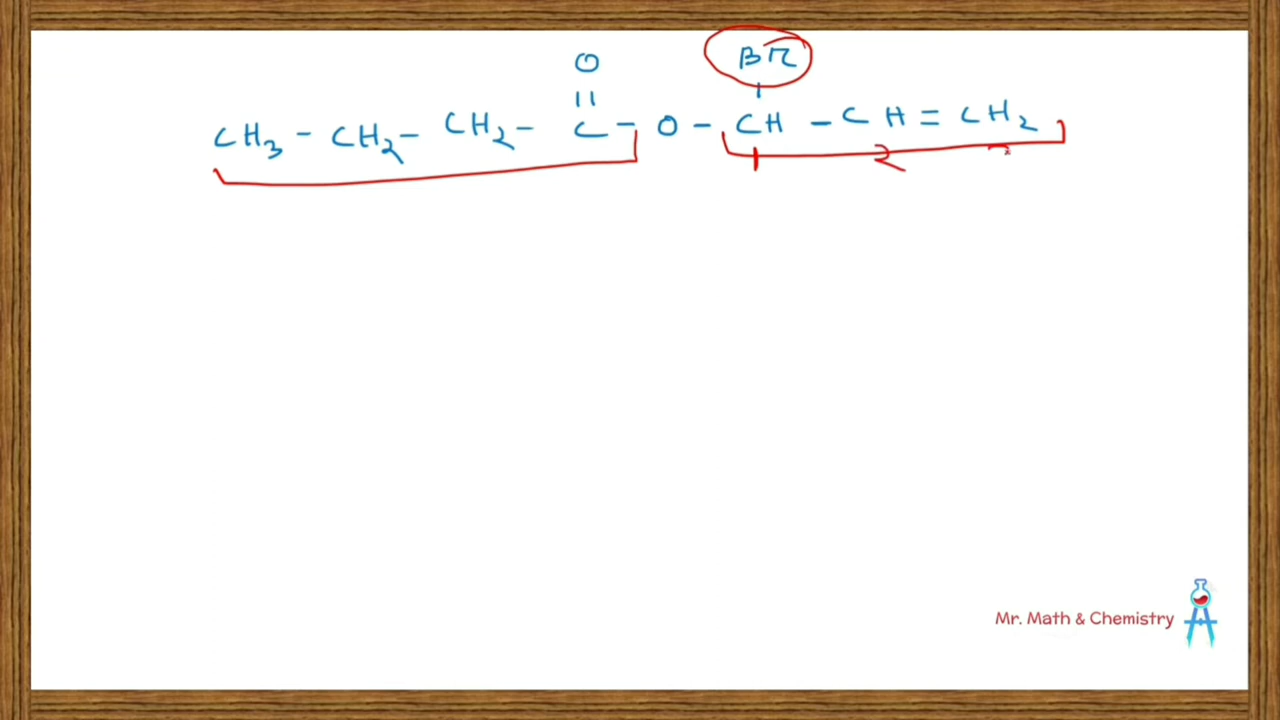 O Br
||
CH3 - CH2 - CH2 - C - O - CH - CH = CH2
1 2
Mr. Math & Chemistry